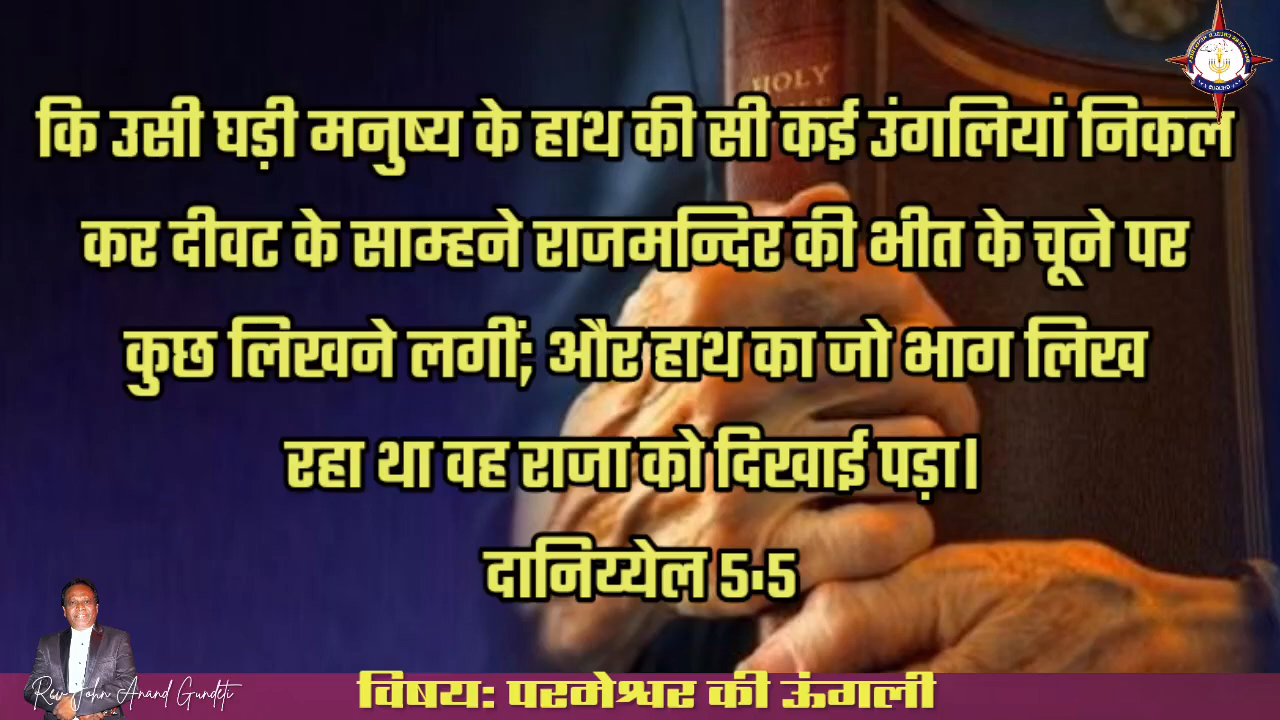 HOLY
कि उसी घड़ी मनुष्य के हाथ की सी कई उंगलियां निकल
कर दीवट के साम्हने राजमन्दिर की भीत के चूने पर
कुछ लिखने लगीं; और हाथ का जो भाग लिख
रहा था वह राजा को दिखाई पड़ा।
दानिय्येल 5:5
Rev John Anand Gundeti
विषय: परमेश्वर की ऊंगली